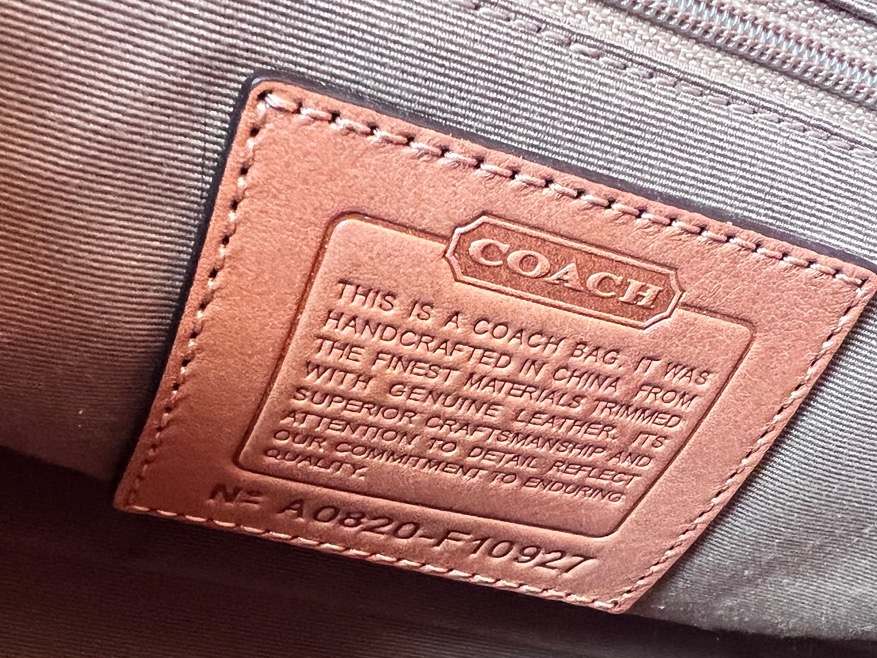 COACH
THIS IS A COACH BAG. IT WAS
HANDCRAFTED IN CHINA FROM
THE FINEST MATERIALS TRIMMED
WITH GENUINE LEATHER. ITS
SUPERIOR CRAFTSMANSHIP AND
ATTENTION TO DETAIL REFLECT
OUR COMMITMENT TO ENDURING
QUALITY.
Nº A0820-F10927